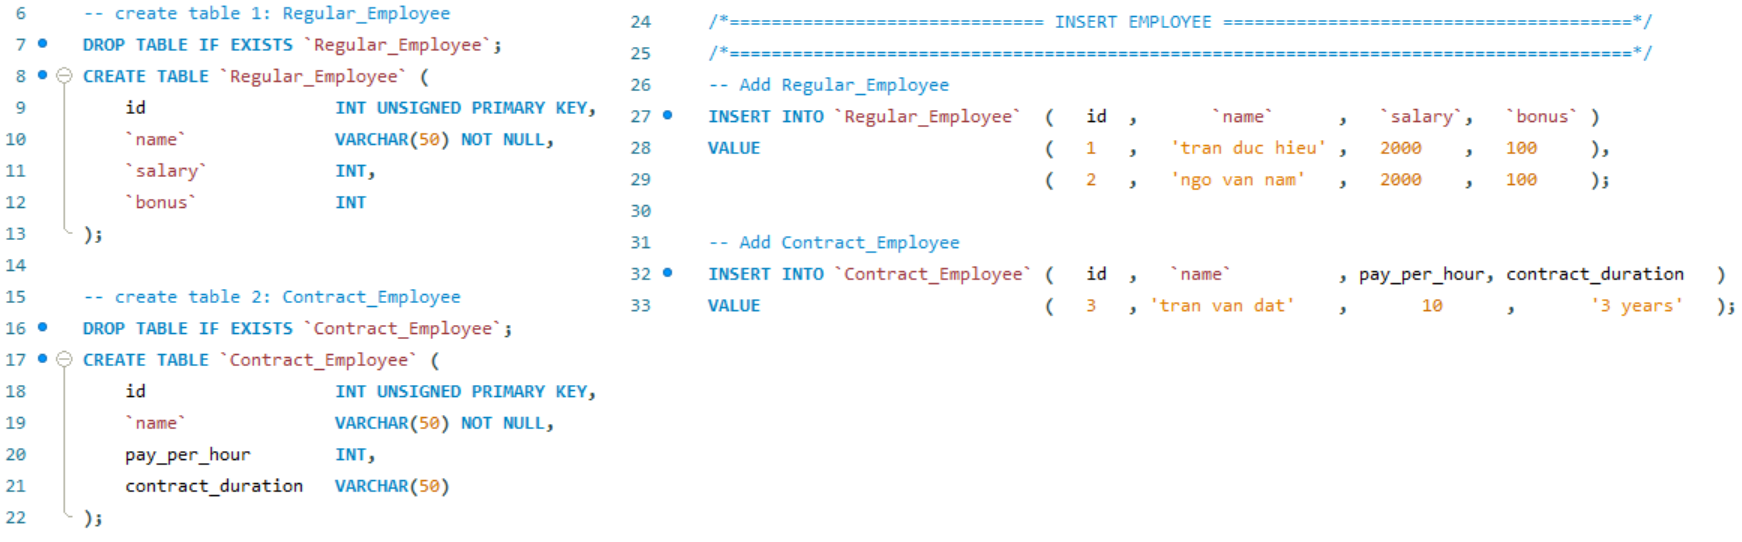 6 -- create table 1: Regular_Employee
7 DROP TABLE IF EXISTS `Regular_Employee`;
8 CREATE TABLE `Regular_Employee` (
9 id INT UNSIGNED PRIMARY KEY,
10 `name` VARCHAR(50) NOT NULL,
11 `salary` INT,
12 `bonus` INT
13 );
14
15 -- create table 2: Contract_Employee
16 DROP TABLE IF EXISTS `Contract_Employee`;
17 CREATE TABLE `Contract_Employee` (
18 id INT UNSIGNED PRIMARY KEY,
19 `name` VARCHAR(50) NOT NULL,
20 pay_per_hour INT,
21 contract_duration VARCHAR(50)
22 );
24 /*============================== INSERT EMPLOYEE =======================================*/
25 /*======================================================================================*/
26 -- Add Regular_Employee
27 INSERT INTO `Regular_Employee` ( id , `name` , `salary`, `bonus` )
28 VALUE ( 1 , 'tran duc hieu' , 2000 , 100 ),
29 ( 2 , 'ngo van nam' , 2000 , 100 );
30
31 -- Add Contract_Employee
32 INSERT INTO `Contract_Employee` ( id , `name` , pay_per_hour, contract_duration )
33 VALUE ( 3 , 'tran van dat' , 10 , '3 years' );